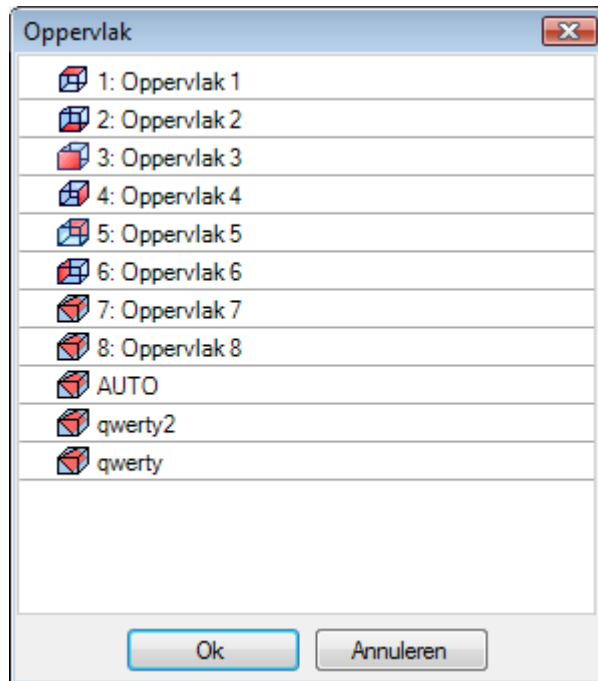 Oppervlak
1: Oppervlak 1
2: Oppervlak 2
3: Oppervlak 3
4: Oppervlak 4
5: Oppervlak 5
6: Oppervlak 6
7: Oppervlak 7
8: Oppervlak 8
AUTO
qwerty2
qwerty
Ok Annuleren